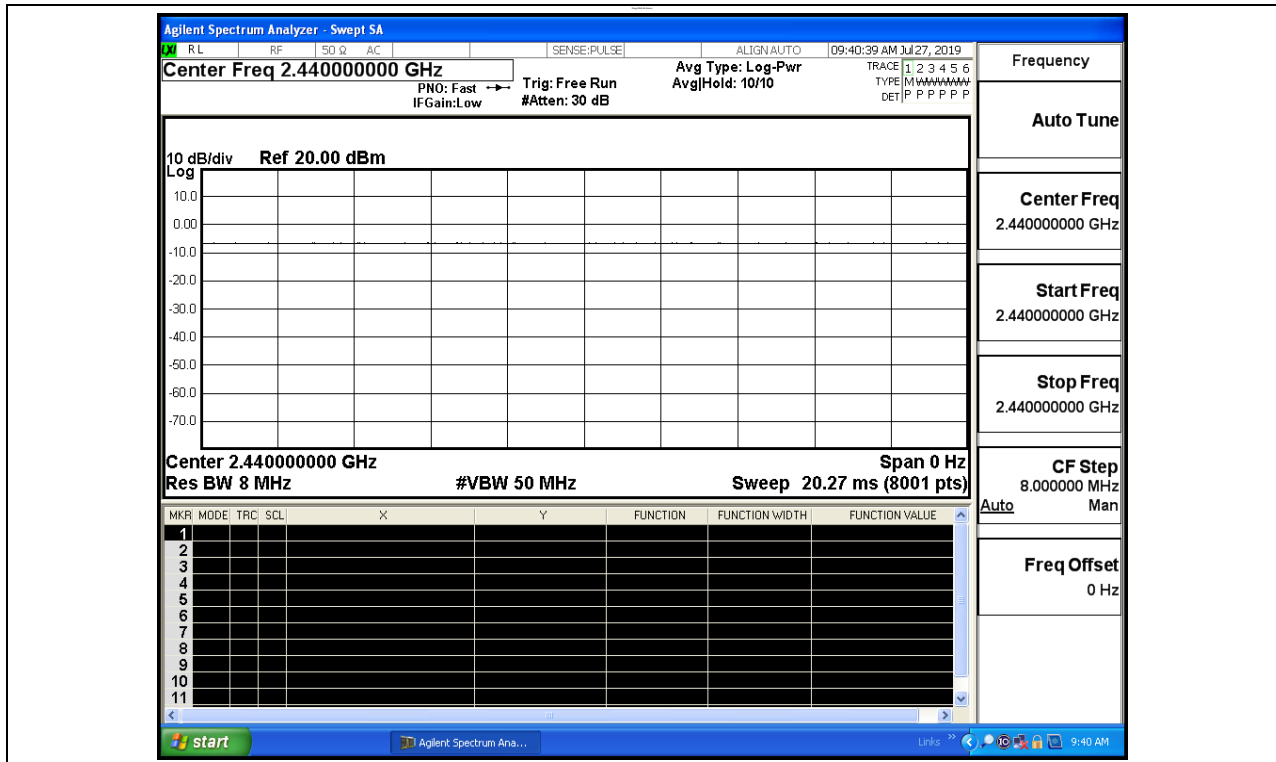 Agilent Spectrum Analyzer - Swept SA
LXI RL RF 50 Ω AC SENSE:PULSE ALIGN AUTO 09:40:39 AM Jul 27, 2019
Center Freq 2.440000000 GHz
PNO: Fast
IFGain:Low
Trig: Free Run
#Atten: 30 dB
Avg Type: Log-Pwr
Avg|Hold: 10/10
TRACE 1 2 3 4 5 6
TYPE M WWWWW
DET P P P P P P
10 dB/div Ref 20.00 dBm
Log
10.0
0.00
-10.0
-20.0
-30.0
-40.0
-50.0
-60.0
-70.0
Center 2.440000000 GHz Span 0 Hz
Res BW 8 MHz #VBW 50 MHz Sweep 20.27 ms (8001 pts)
MKR MODE TRC SCL X Y FUNCTION FUNCTION WIDTH FUNCTION VALUE
1
2
3
4
5
6
7
8
9
10
11
Frequency
Auto Tune
Center Freq
2.440000000 GHz
Start Freq
2.440000000 GHz
Stop Freq
2.440000000 GHz
CF Step
8.000000 MHz
Auto Man
Freq Offset
0 Hz
start Agilent Spectrum Ana... Links » 9:40 AM